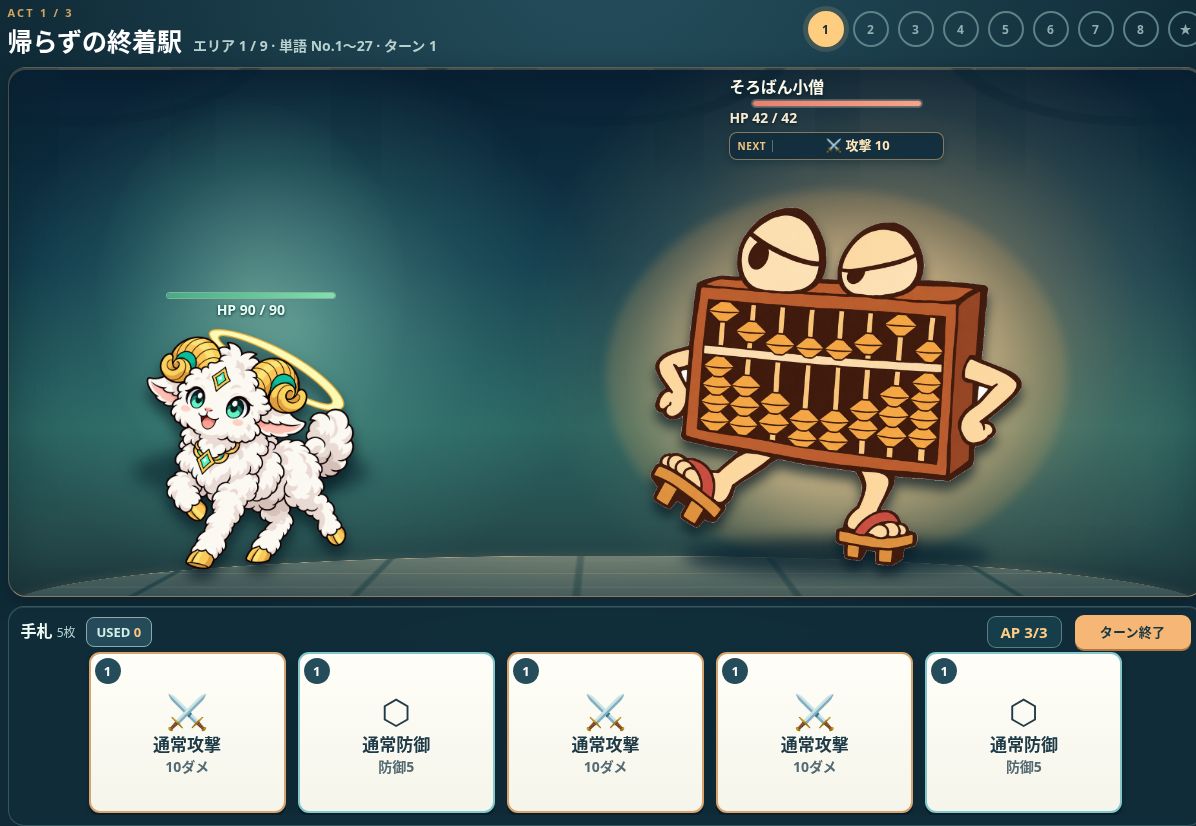 ACT 1 / 3
帰らずの終着駅 エリア 1 / 9 · 単語 No.1〜27 · ターン 1
1 2 3 4 5 6 7 8 ★
そろばん小僧
HP 42 / 42
NEXT ⚔️ 攻撃 10
HP 90 / 90
手札 5枚 USED 0 AP 3/3 ターン終了
1 1 1 1 1
通常攻撃 通常防御 通常攻撃 通常攻撃 通常防御
10ダメ 防御5 10ダメ 10ダメ 防御5